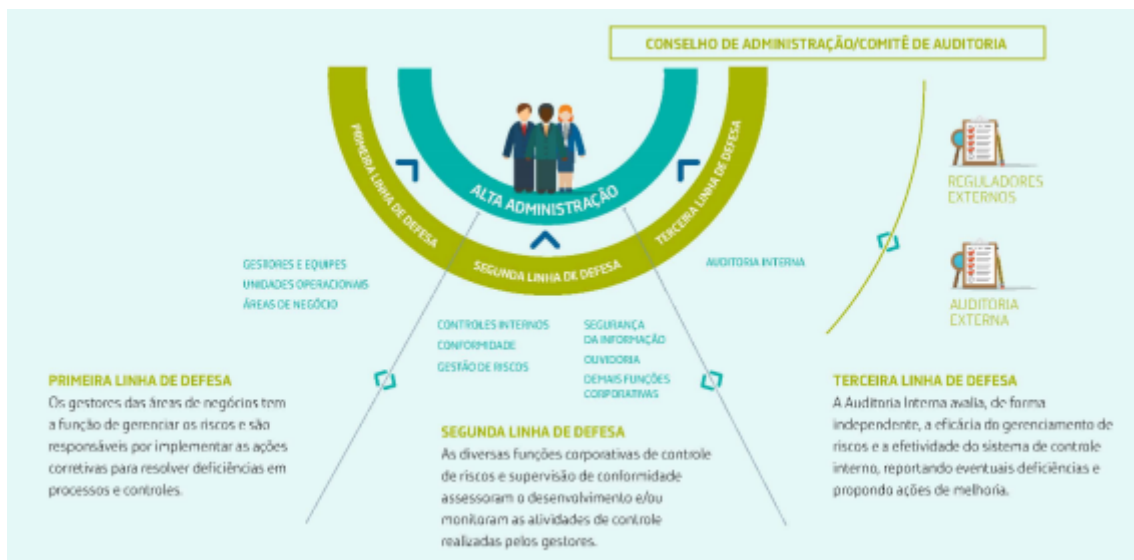 CONSELHO DE ADMINISTRAÇÃO/COMITÊ DE AUDITORIA
PRIMEIRA LINHA DE DEFESA
ALTA ADMINISTRAÇÃO
SEGUNDA LINHA DE DEFESA
TERCEIRA LINHA DE DEFESA
REGULADORES
EXTERNOS
AUDITORIA
EXTERNA
GESTORES E EQUIPES
UNIDADES OPERACIONAIS
ÁREAS DE NEGÓCIO
CONTROLES INTERNOS
CONFORMIDADE
GESTÃO DE RISCOS
SEGURANÇA
DA INFORMAÇÃO
OUVIDORIA
DEMAIS FUNÇÕES
CORPORATIVAS
AUDITORIA INTERNA
PRIMEIRA LINHA DE DEFESA
Os gestores das áreas de negócios tem
a função de gerenciar os riscos e são
responsáveis por implementar as ações
corretivas para resolver deficiências em
processos e controles.
SEGUNDA LINHA DE DEFESA
As diversas funções corporativas de controle
de riscos e supervisão de conformidade
assessoram o desenvolvimento e/ou
monitoram as atividades de controle
realizadas pelos gestores.
TERCEIRA LINHA DE DEFESA
A Auditoria Interna avalia, de forma
independente, a eficácia do gerenciamento de
riscos e a efetividade do sistema de controle
interno, reportando eventuais deficiências e
propondo ações de melhoria.